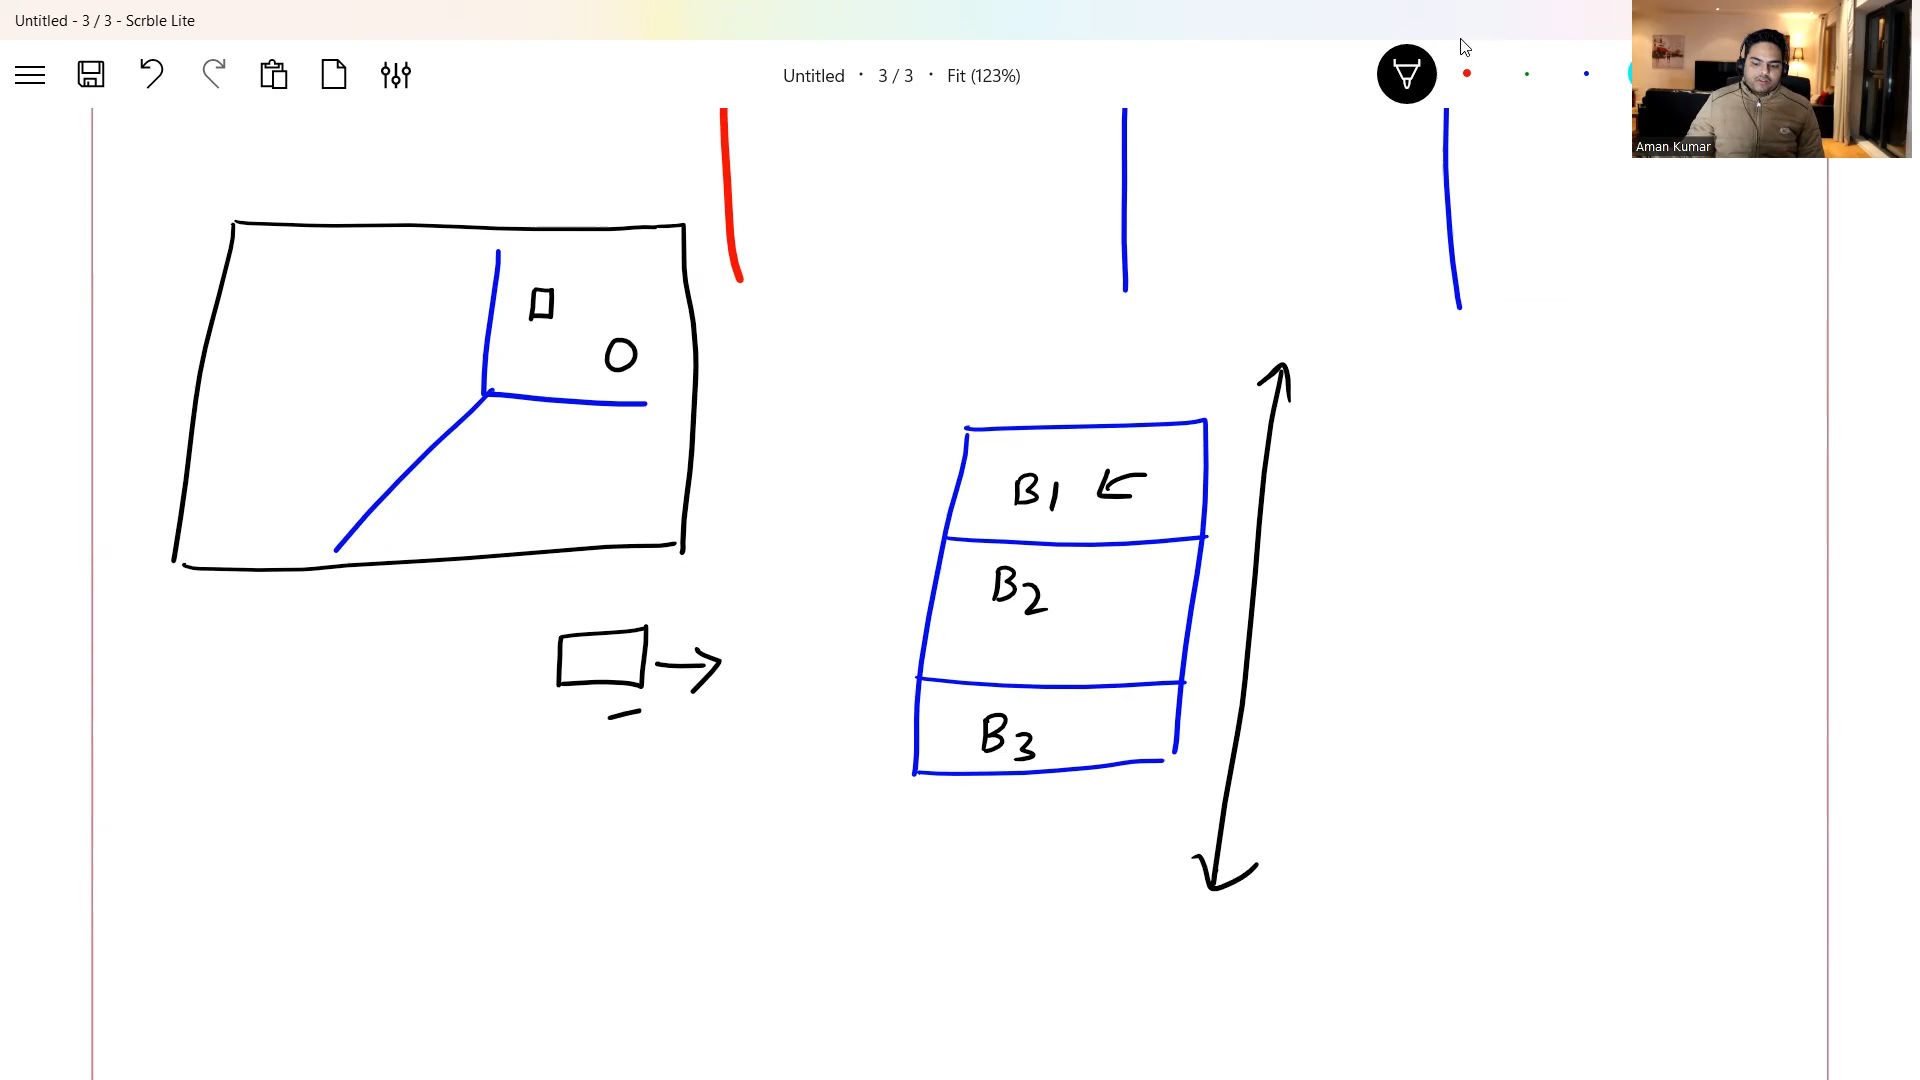 Untitled - 3 / 3 - Scrble Lite
Untitled · 3 / 3 · Fit (123%)
Aman Kumar
B1
B2
B3